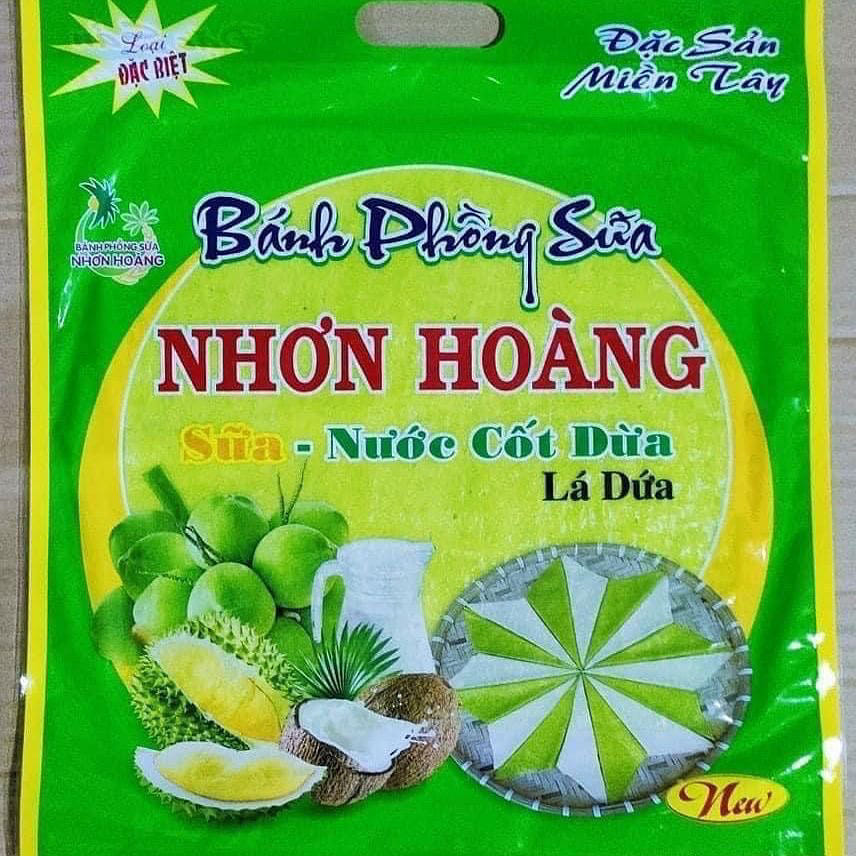 Loại
ĐẶC BIỆT
Đặc Sản
Miền Tây
BÁNH PHỒNG SỮA
NHƠN HOÀNG
Bánh Phồng Sữa
NHƠN HOÀNG
Sữa - Nước Cốt Dừa
Lá Dứa
New